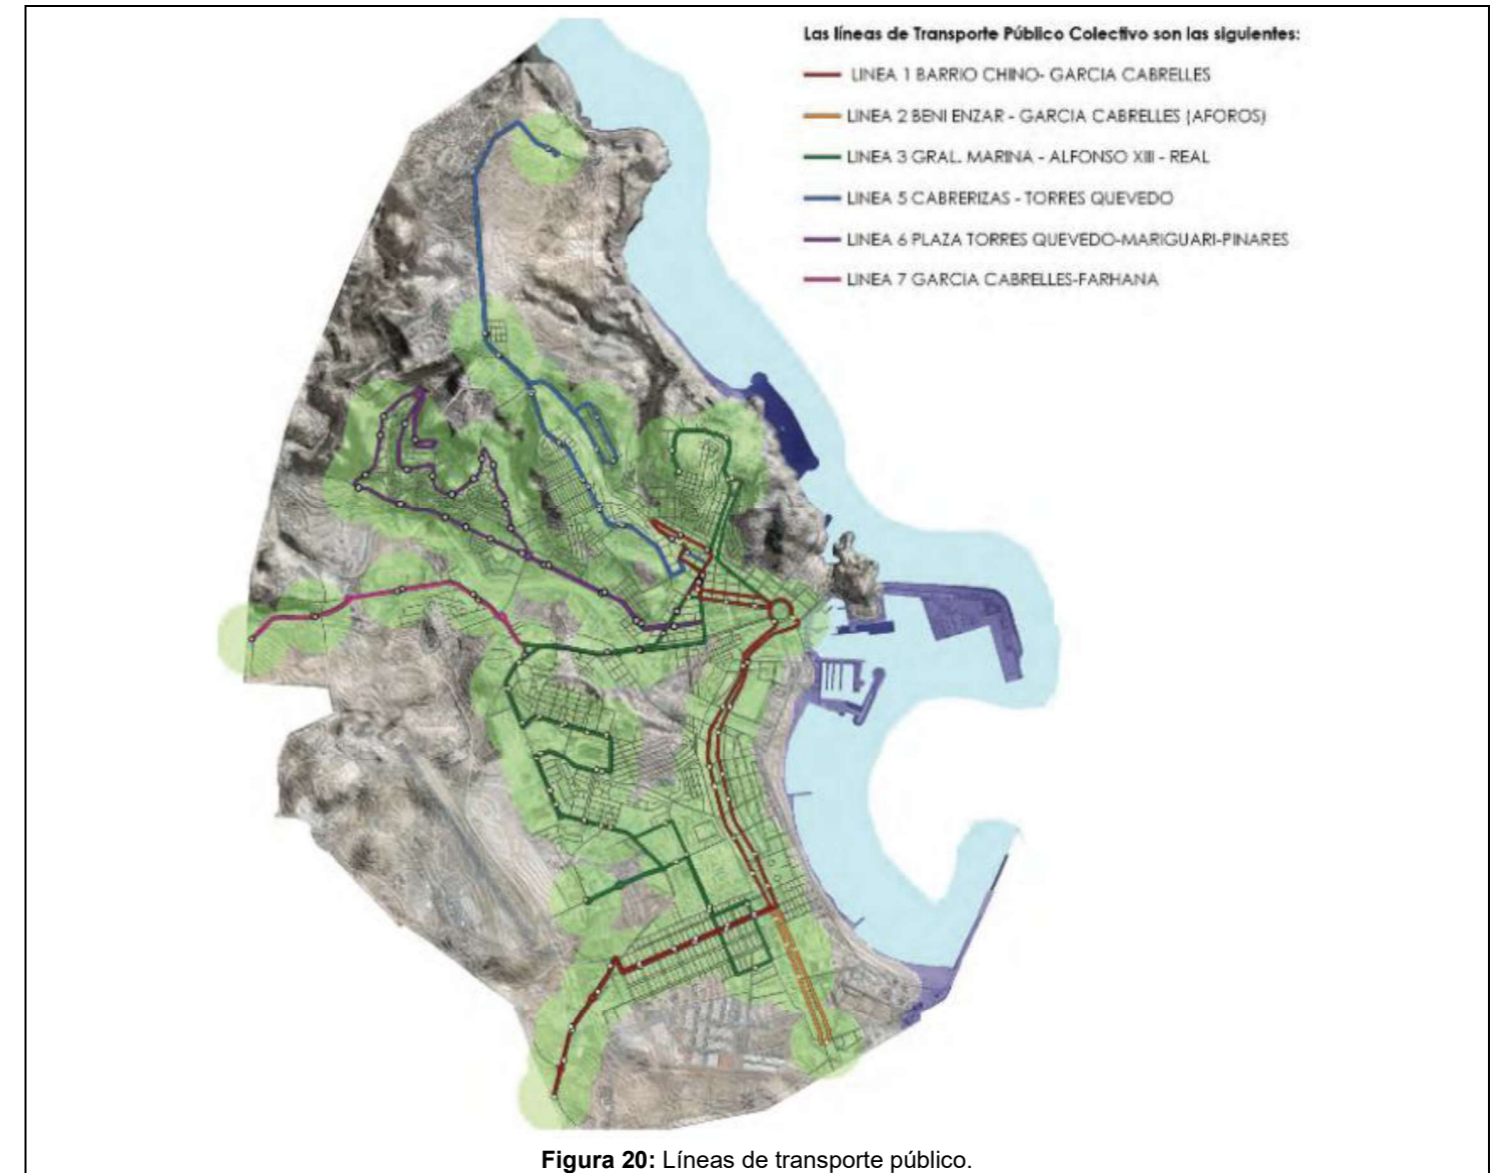 Las líneas de Transporte Público Colectivo son las siguientes:
LINEA 1 BARRIO CHINO- GARCIA CABRELLES
LINEA 2 BENI ENZAR - GARCIA CABRELLES (AFOROS)
LINEA 3 GRAL. MARINA - ALFONSO XIII - REAL
LINEA 5 CABRERIZAS - TORRES QUEVEDO
LINEA 6 PLAZA TORRES QUEVEDO-MARIGUARI-PINARES
LINEA 7 GARCIA CABRELLES-FARHANA
Figura 20: Líneas de transporte público.